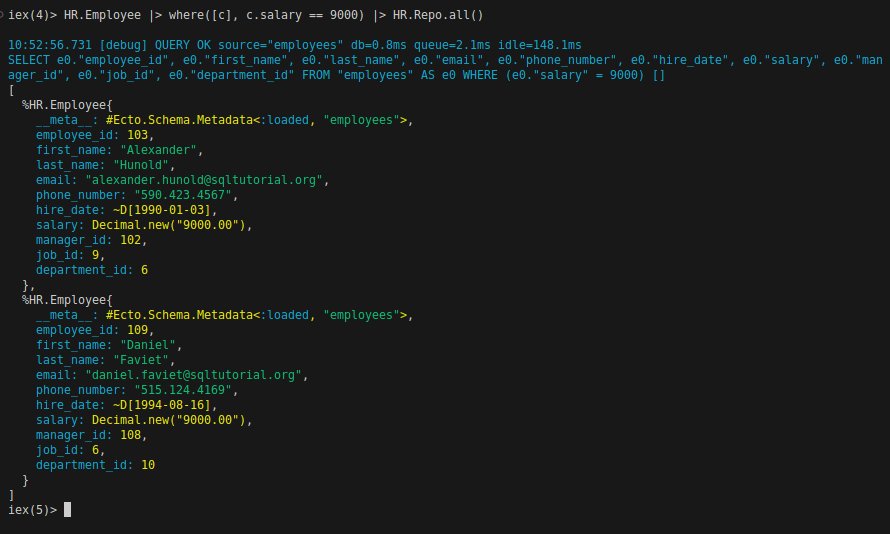 iex(4)> HR.Employee |> where([c], c.salary == 9000) |> HR.Repo.all()
10:52:56.731 [debug] QUERY OK source="employees" db=0.8ms queue=2.1ms idle=148.1ms
SELECT e0."employee_id", e0."first_name", e0."last_name", e0."email", e0."phone_number", e0."hire_date", e0."salary", e0."man
ager_id", e0."job_id", e0."department_id" FROM "employees" AS e0 WHERE (e0."salary" = 9000) []
[
  %HR.Employee{
    __meta__: #Ecto.Schema.Metadata<:loaded, "employees">,
    employee_id: 103,
    first_name: "Alexander",
    last_name: "Hunold",
    email: "alexander.hunold@sqltutorial.org",
    phone_number: "590.423.4567",
    hire_date: ~D[1990-01-03],
    salary: Decimal.new("9000.00"),
    manager_id: 102,
    job_id: 9,
    department_id: 6
  },
  %HR.Employee{
    __meta__: #Ecto.Schema.Metadata<:loaded, "employees">,
    employee_id: 109,
    first_name: "Daniel",
    last_name: "Faviet",
    email: "daniel.faviet@sqltutorial.org",
    phone_number: "515.124.4169",
    hire_date: ~D[1994-08-16],
    salary: Decimal.new("9000.00"),
    manager_id: 108,
    job_id: 6,
    department_id: 10
  }
]
iex(5)>